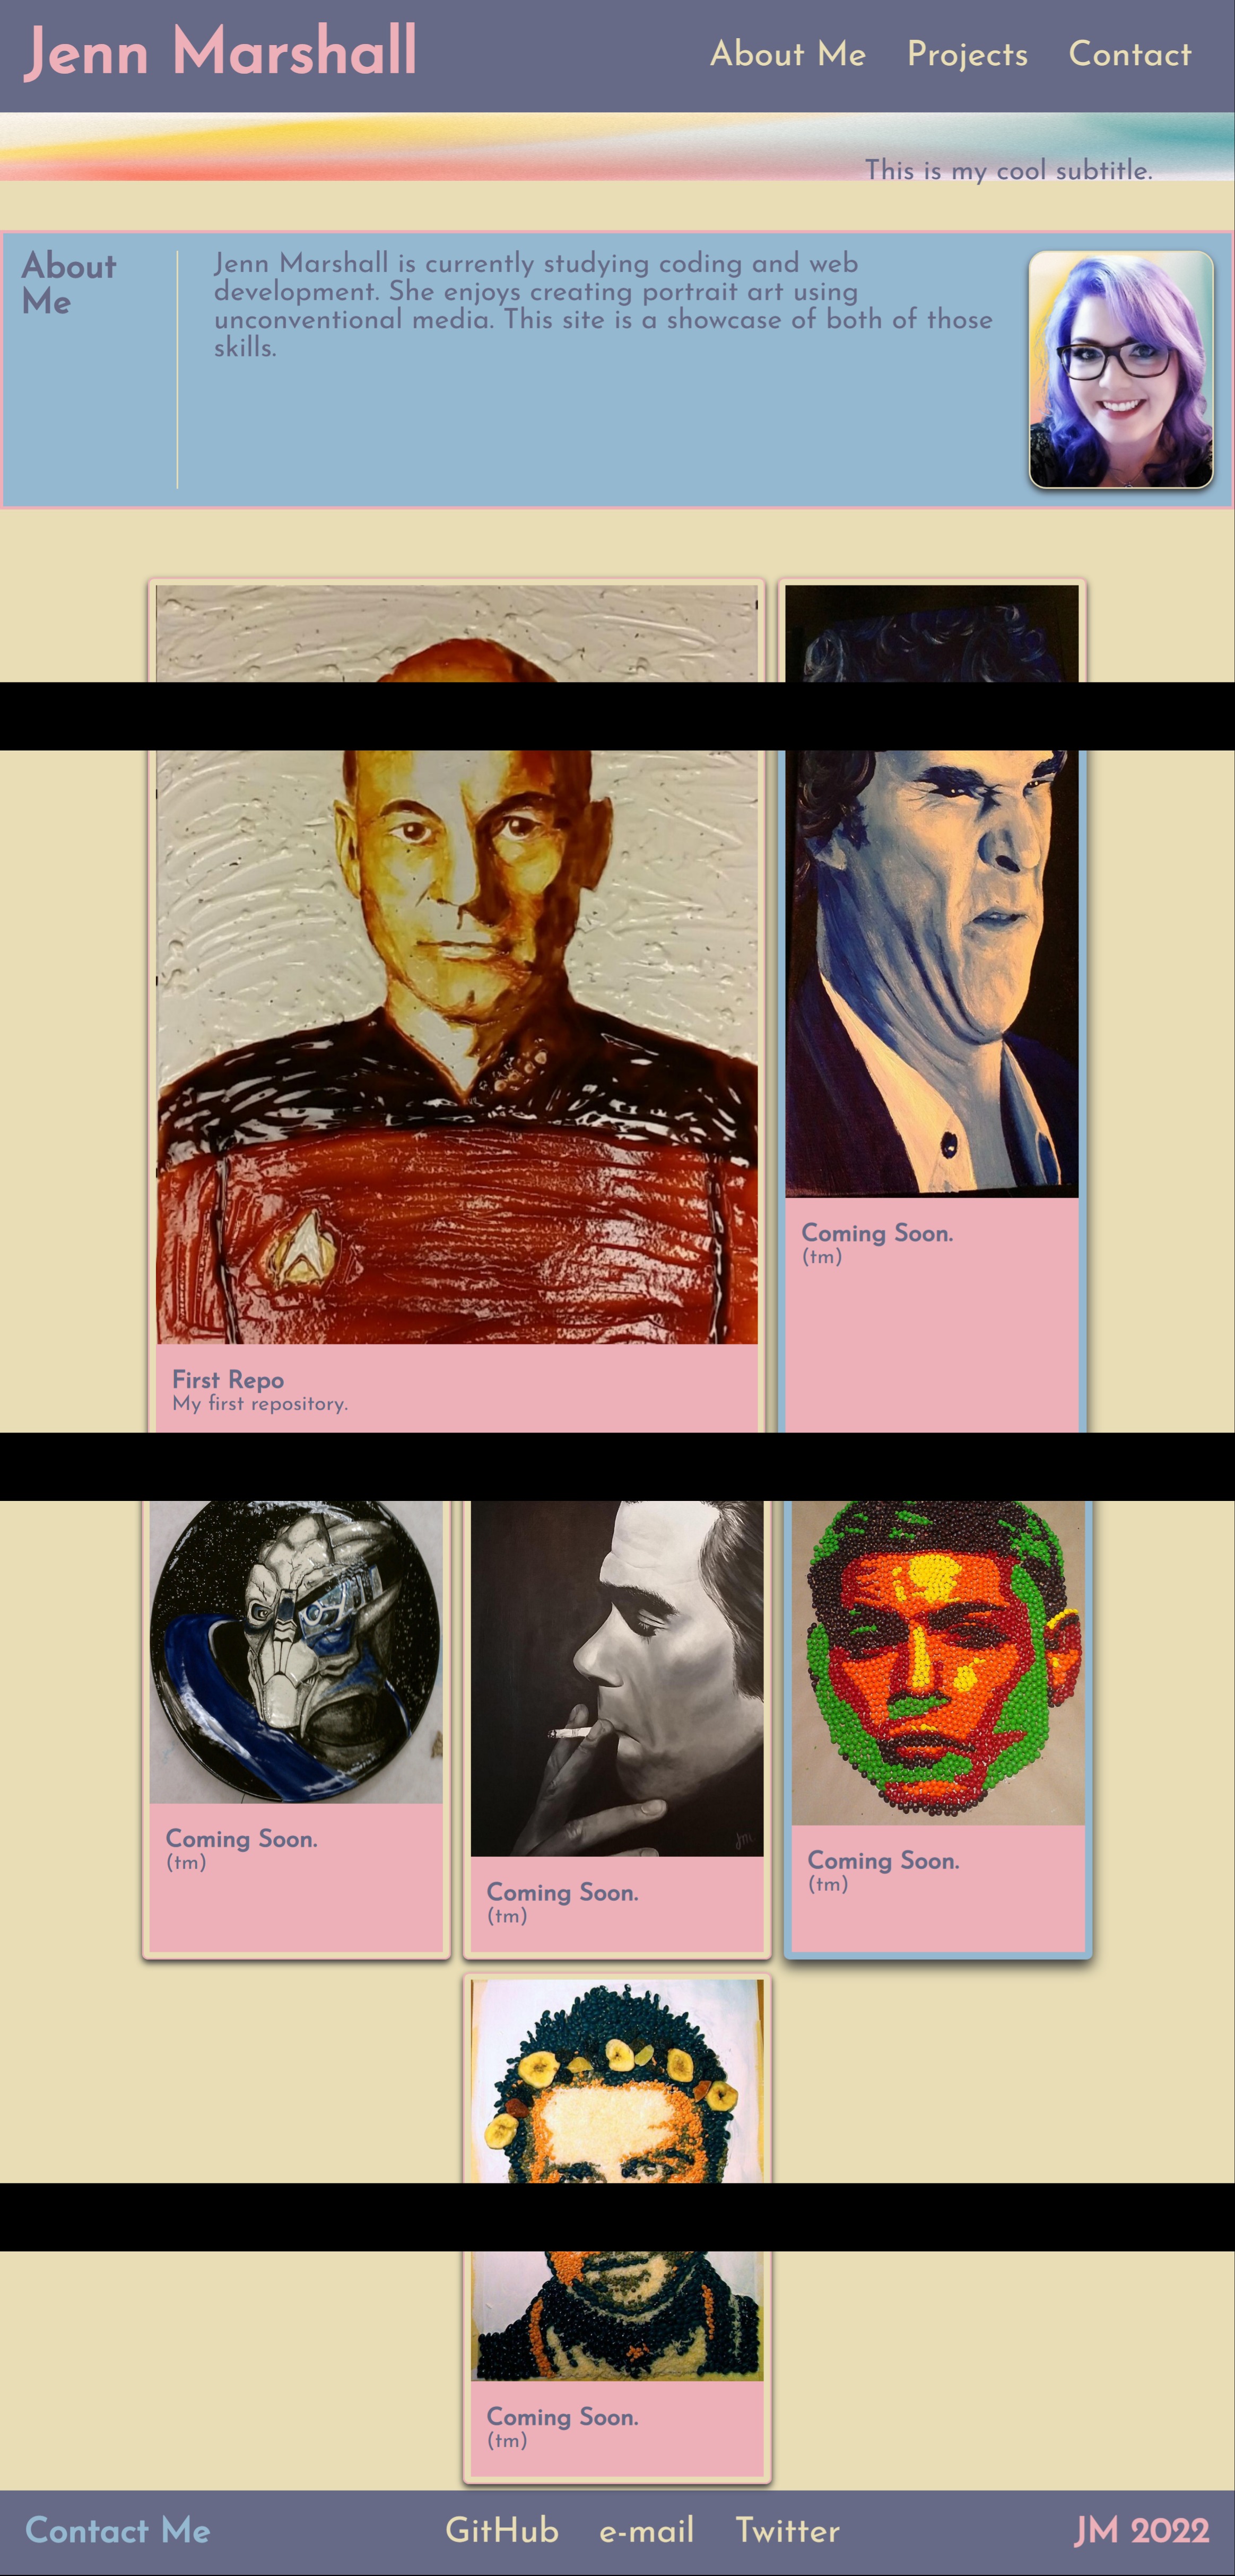 Jenn Marshall
About Me Projects Contact
This is my cool subtitle.
About
Me
Jenn Marshall is currently studying coding and web
development. She enjoys creating portrait art using
unconventional media. This site is a showcase of both of those
skills.
First Repo
My first repository.
Coming Soon.
(tm)
Coming Soon.
(tm)
Coming Soon.
(tm)
Coming Soon.
(tm)
Coming Soon.
(tm)
Contact Me
GitHub e-mail Twitter
JM 2022